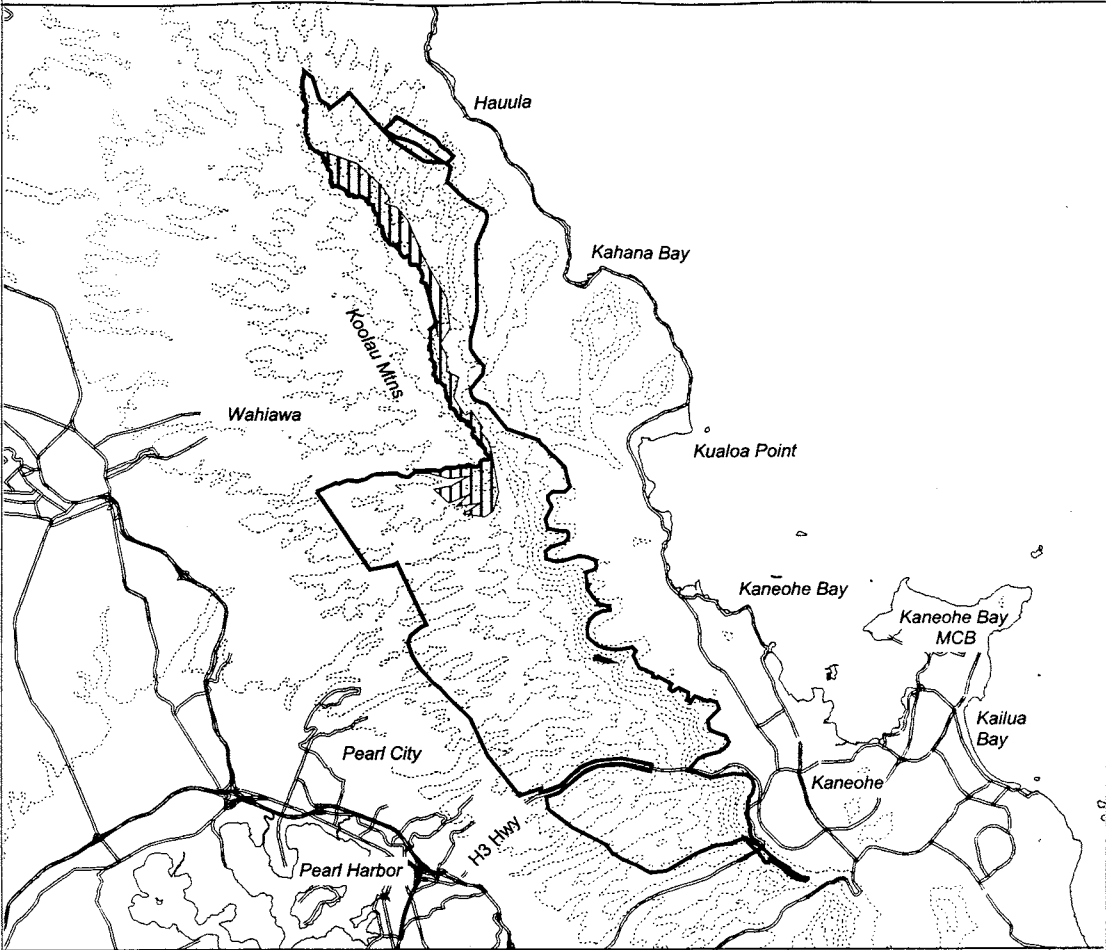 Hauula
Kahana Bay
Koolau Mtns
Wahiawa
Kualoa Point
Kaneohe Bay
Kaneohe Bay
MCB
Kailua
Bay
Pearl City
Kaneohe
H3 Hwy
Pearl Harbor